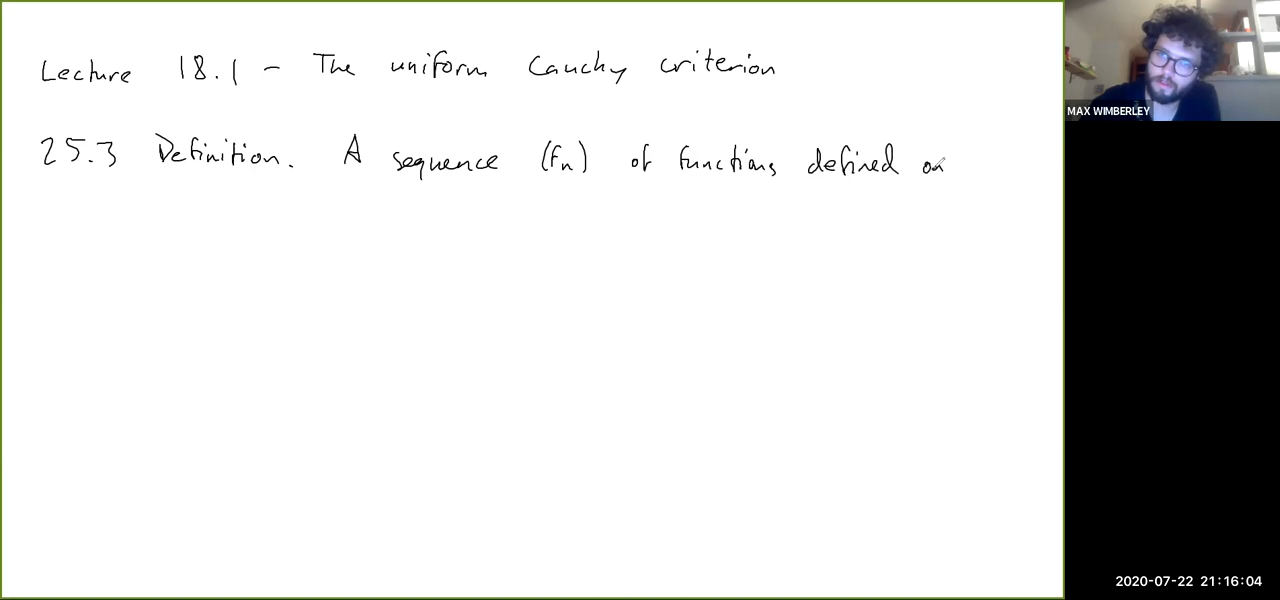 Lecture 18.1 - The uniform Cauchy criterion
25.3 Definition. A sequence (fn) of functions defined on
MAX WIMBERLEY
2020-07-22 21:16:04